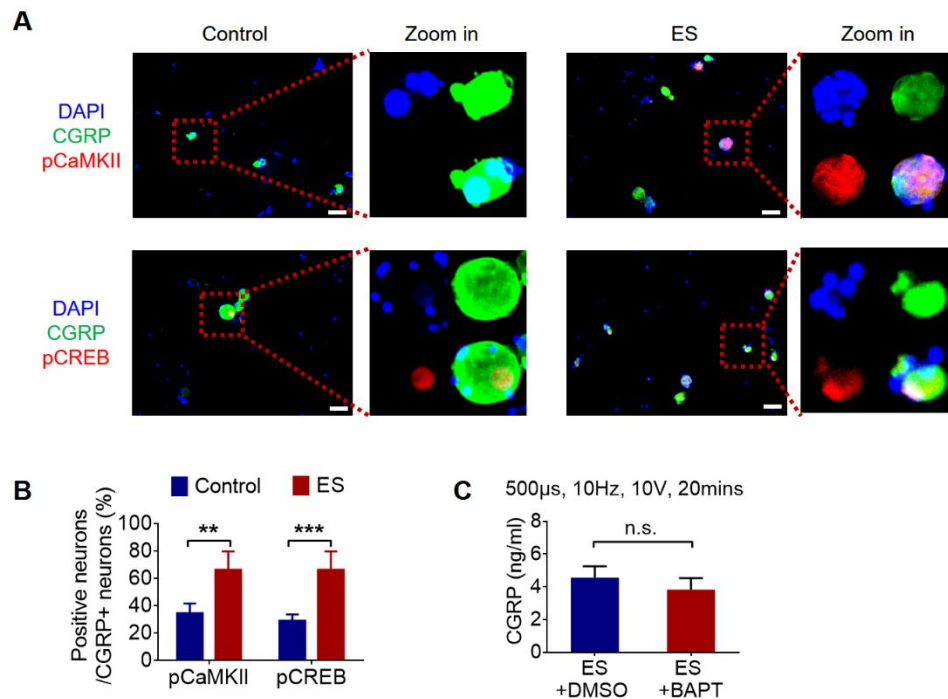 A
Control
Zoom in
ES
Zoom in
DAPI
CGRP
pCaMKII
DAPI
CGRP
pCREB
B
Control
ES
Positive neurons
/CGRP+ neurons (%)
100
80
60
40
20
0
**
***
pCaMKII
pCREB
C
500µs, 10Hz, 10V, 20mins
CGRP (ng/ml)
8
6
4
2
0
n.s.
ES
+DMSO
ES
+BAPT